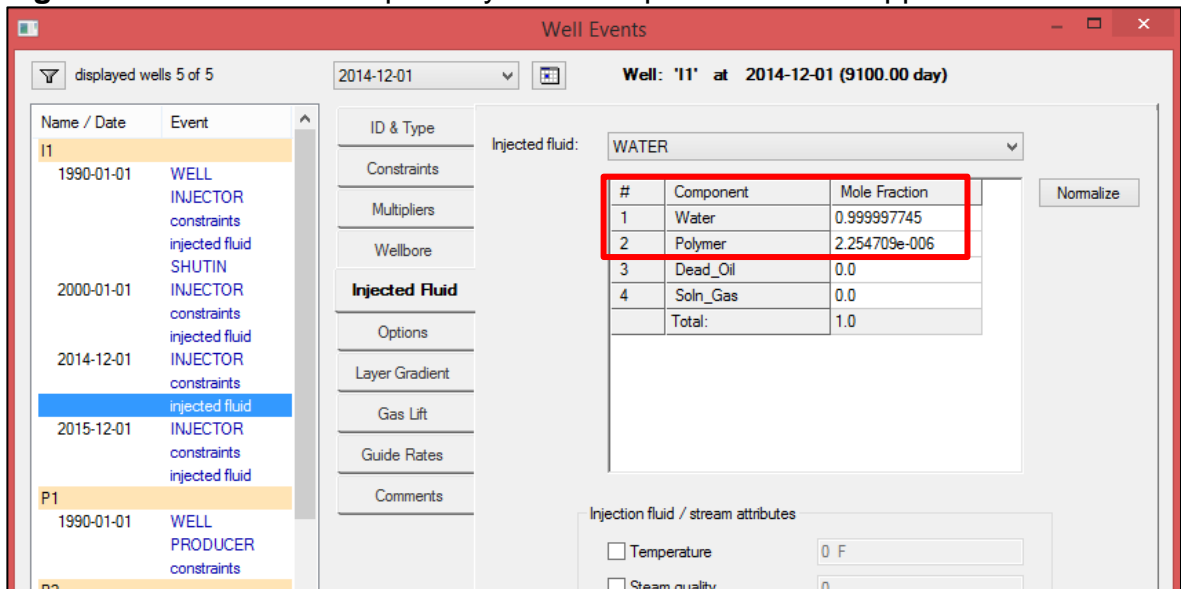 Well Events
displayed wells 5 of 5
2014-12-01
Well: 'I1' at 2014-12-01 (9100.00 day)
Name / Date Event
I1
1990-01-01 WELL
INJECTOR
constraints
injected fluid
SHUTIN
2000-01-01 INJECTOR
constraints
injected fluid
2014-12-01 INJECTOR
constraints
injected fluid
2015-12-01 INJECTOR
constraints
injected fluid
P1
1990-01-01 WELL
PRODUCER
constraints
ID & Type
Constraints
Multipliers
Wellbore
Injected Fluid
Options
Layer Gradient
Gas Lift
Guide Rates
Comments
Injected fluid: WATER
# Component Mole Fraction
1 Water 0.999997745
2 Polymer 2.254709e-006
3 Dead_Oil 0.0
4 Soln_Gas 0.0
Total: 1.0
Normalize
Injection fluid / stream attributes
Temperature 0 F
Steam quality 0